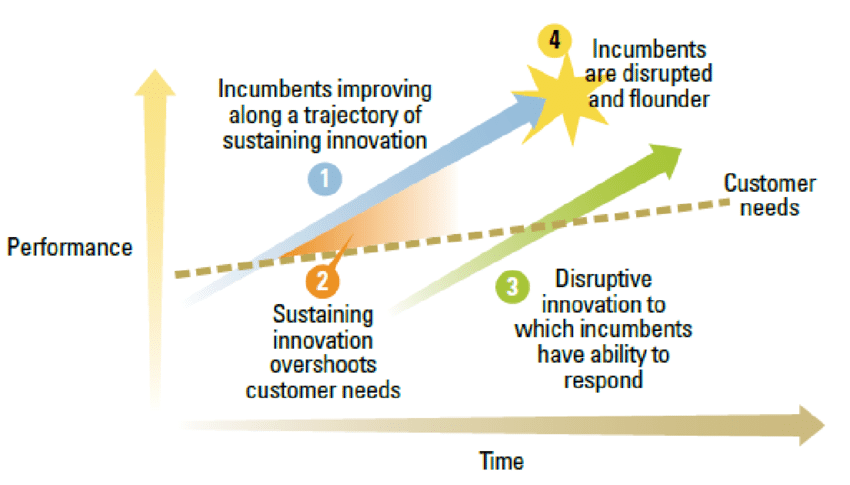 4
Incumbents
are disrupted
and flounder
Incumbents improving
along a trajectory of
sustaining innovation
1
Customer
needs
Performance
2
Sustaining
innovation
overshoots
customer needs
3
Disruptive
innovation to
which incumbents
have ability to
respond
Time